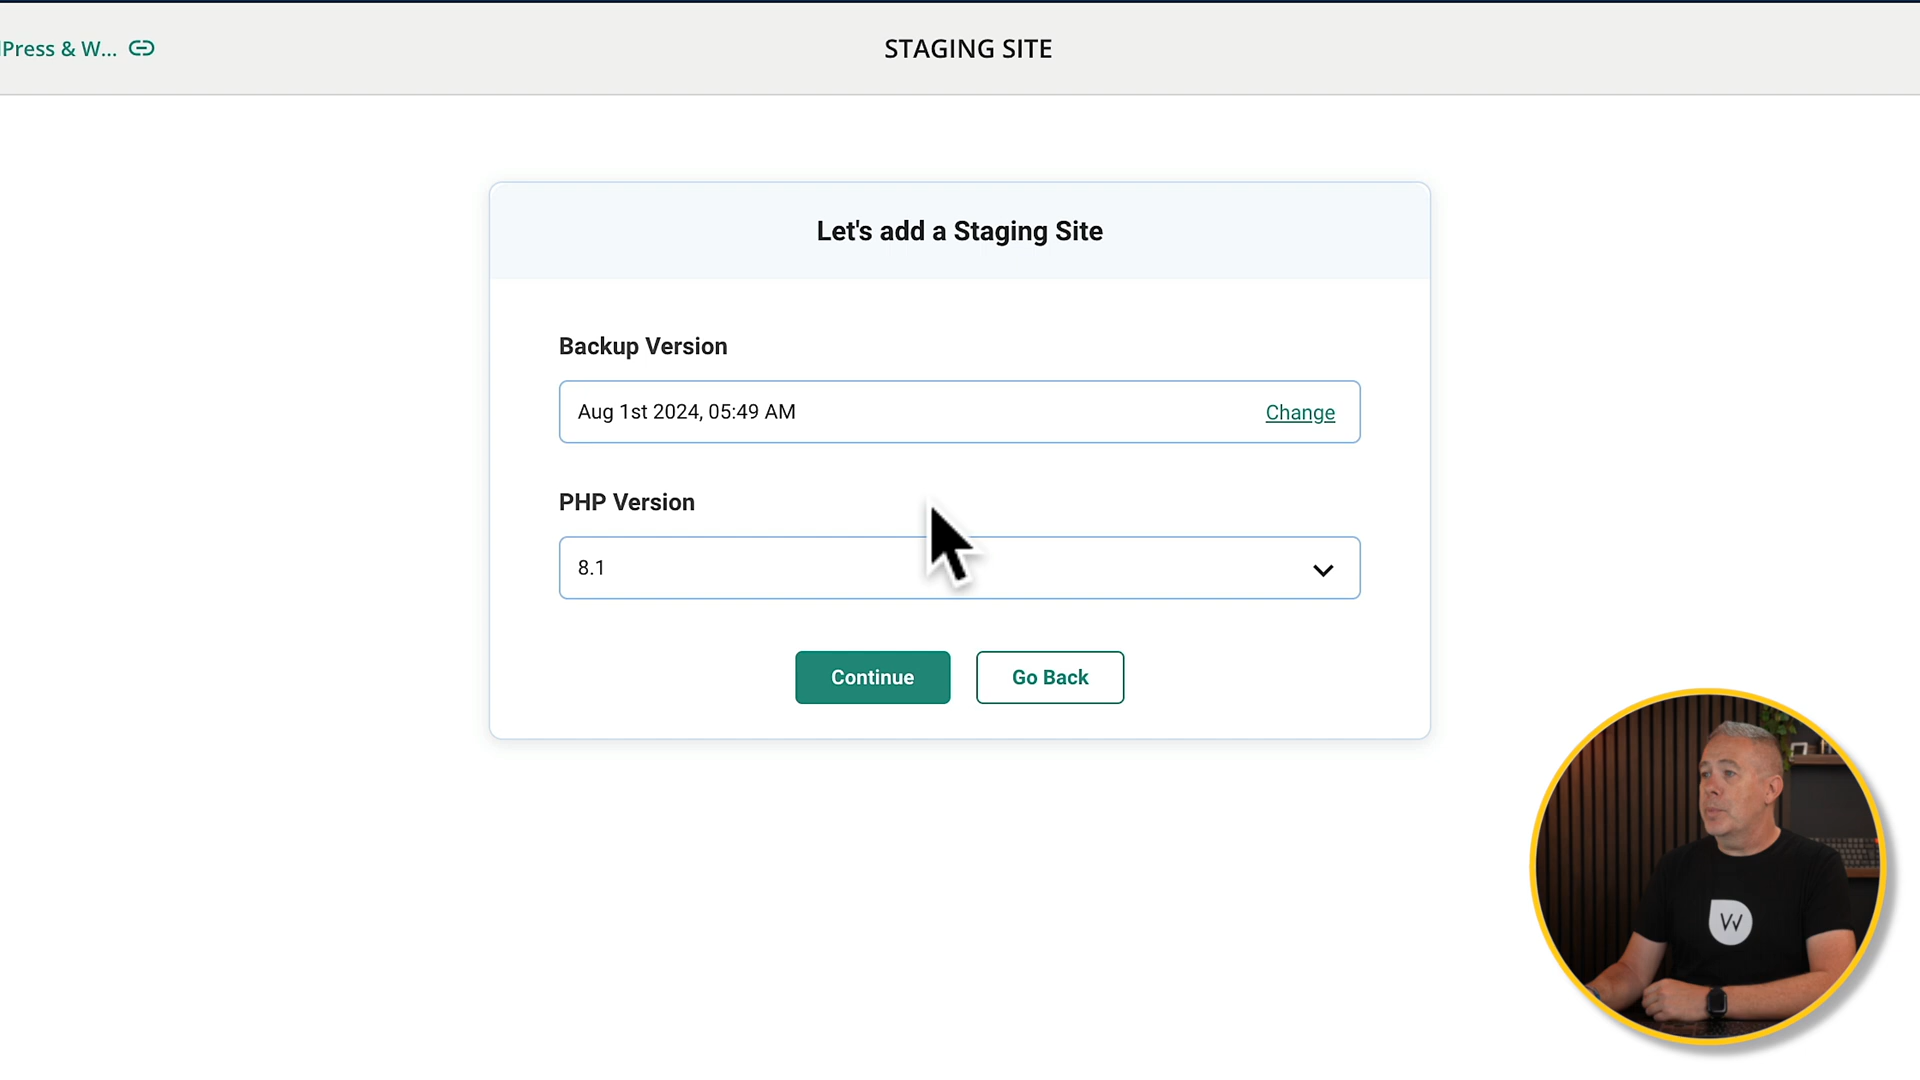 Press & W...
STAGING SITE
Let's add a Staging Site
Backup Version
Aug 1st 2024, 05:49 AM
Change
PHP Version
8.1
Continue
Go Back
W